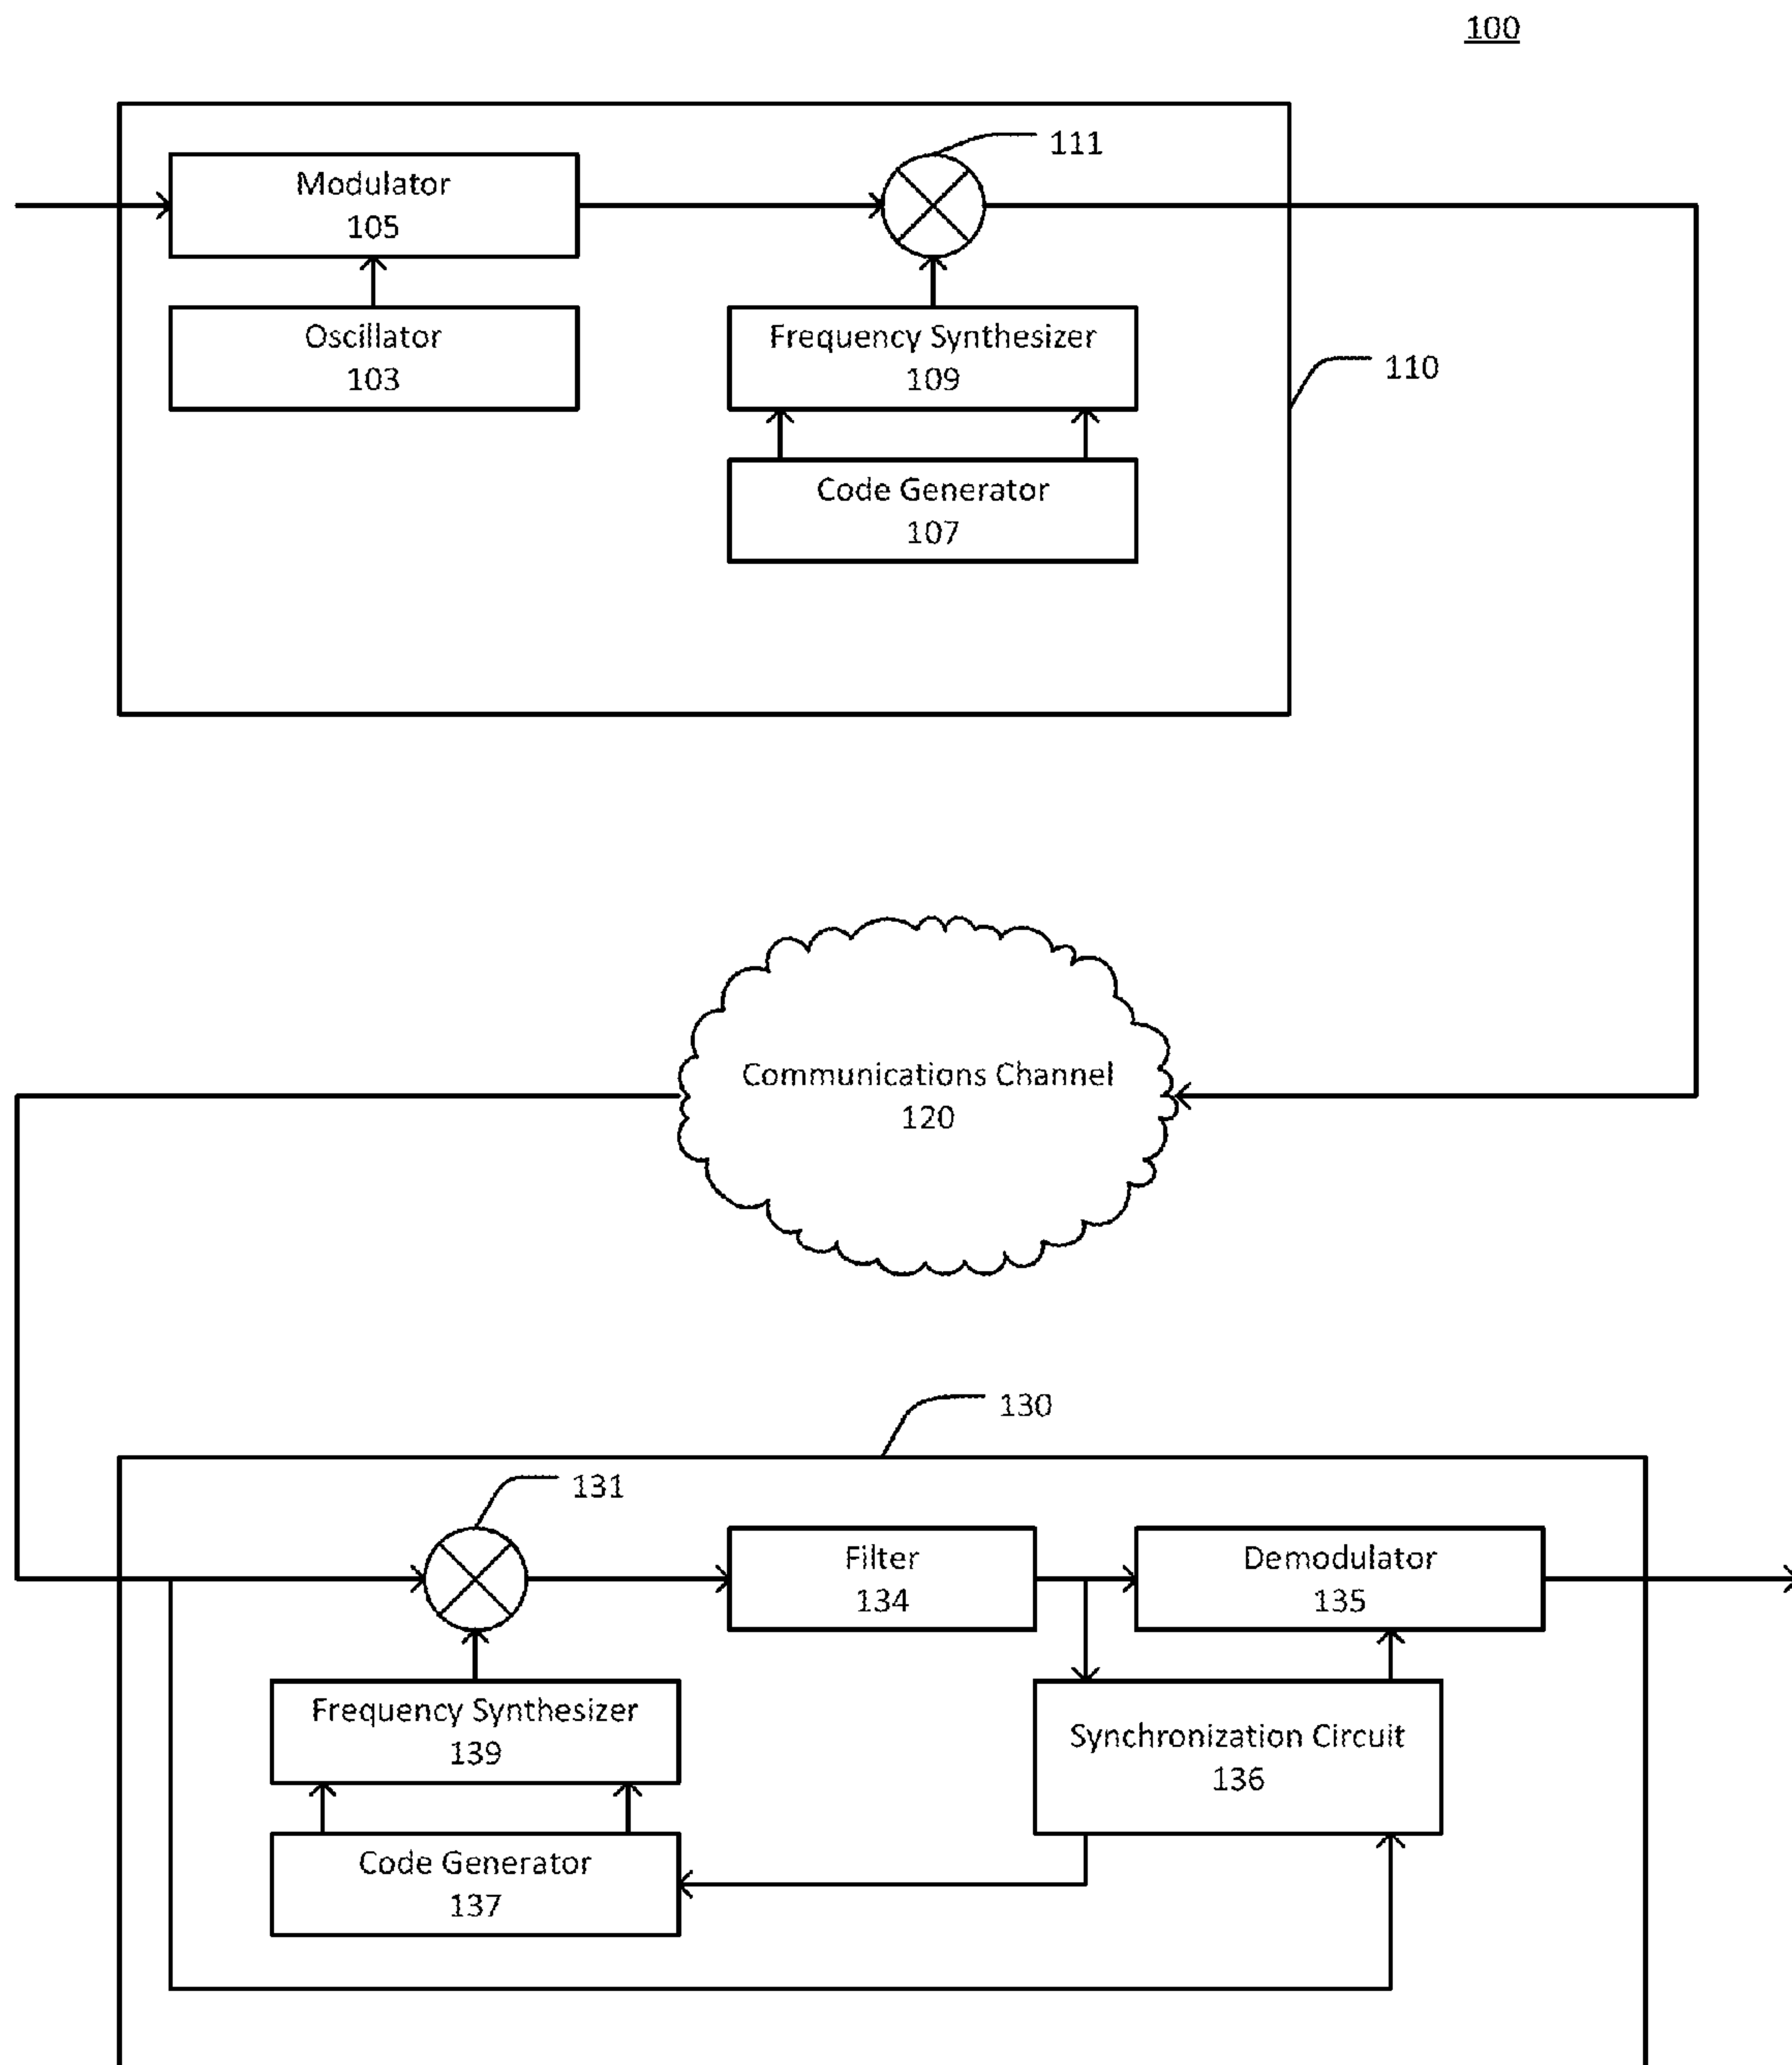 100
111
Modulator
105
Oscillator
103
Frequency Synthesizer
109
110
Code Generator
107
Communications Channel
120
130
131
Filter
134
Demodulator
135
Frequency Synthesizer
139
Synchronization Circuit
136
Code Generator
137